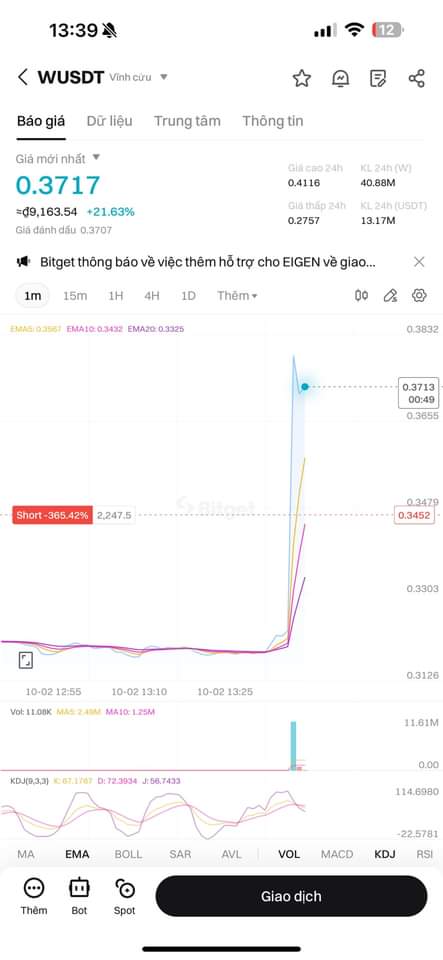 13:39
12
WUSDT Vĩnh cửu
Báo giá Dữ liệu Trung tâm Thông tin
Giá mới nhất
0.3717
≈₫9,163.54 +21.63%
Giá đánh dấu 0.3707
Giá cao 24h KL 24h (W)
0.4116 40.88M
Giá thấp 24h KL 24h (USDT)
0.2757 13.17M
Bitget thông báo về việc thêm hỗ trợ cho EIGEN về giao...
1m 15m 1H 4H 1D Thêm
EMA5: 0.3567 EMA10: 0.3432 EMA20: 0.3325
0.3832
0.3713
00:49
0.3655
0.3479
Short -365.42% 2,247.5
Bitget
0.3452
0.3303
0.3126
10-02 12:55 10-02 13:10 10-02 13:25
Vol: 11.08K MA5: 2.49M MA10: 1.25M
11.61M
0.00
KDJ(9,3,3) K: 67.1767 D: 72.3934 J: 56.7433
114.6980
-22.5781
MA EMA BOLL SAR AVL VOL MACD KDJ RSI
Thêm Bot Spot
Giao dịch